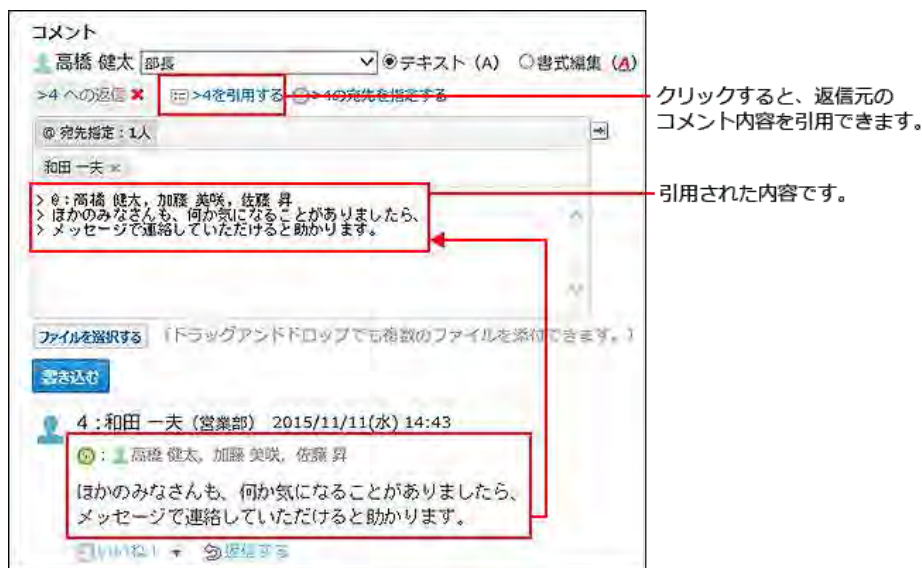 コメント
高橋 健太 部長 テキスト (A) 書式編集 (A)
>4 への返信 ✖ >4を引用する >4の宛先を指定する
クリックすると、返信元の
コメント内容を引用できます。
@ 宛先指定:1人
和田 一夫 ×
> @:高橋 健太, 加藤 美咲, 佐藤 昇
> ほかのみなさんも、何か気になることがありましたら、
> メッセージで連絡していただけると助かります。
引用された内容です。
ファイルを選択する (ドラッグアンドドロップでも複数のファイルを添付できます。)
書き込む
4:和田 一夫 (営業部) 2015/11/11(水) 14:43
@:高橋 健太, 加藤 美咲, 佐藤 昇
ほかのみなさんも、何か気になることがありましたら、
メッセージで連絡していただけると助かります。
いいね! 返信する